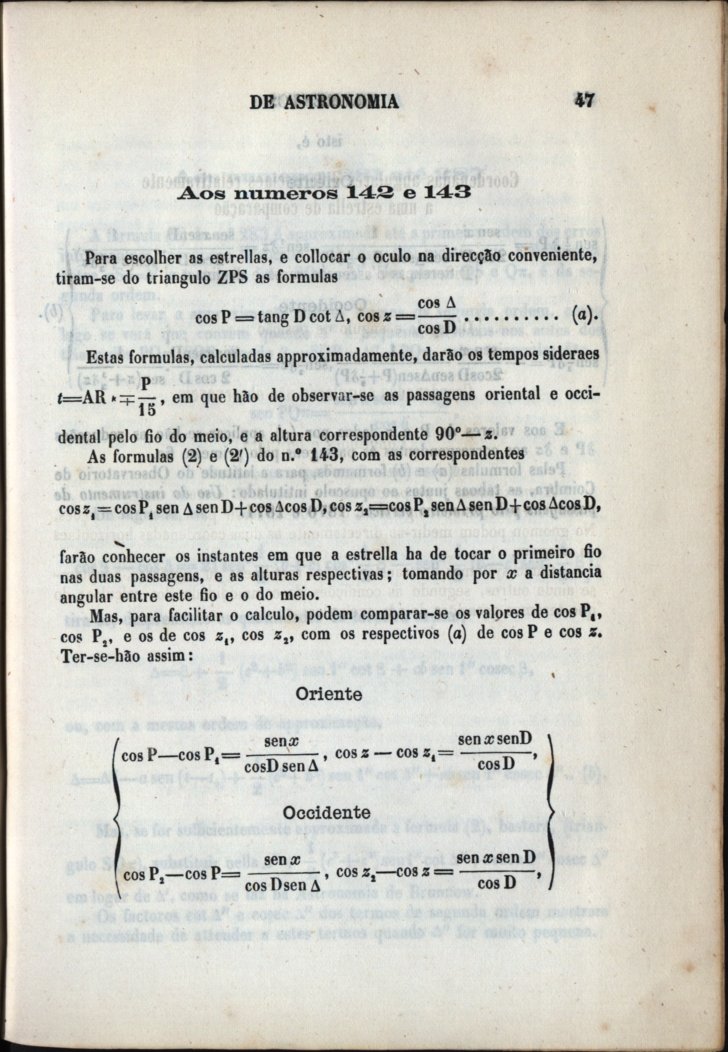 DE ASTRONOMIA 47
Aos numeros 142 e 143
Para escolher as estrellas, e collocar o oculo na direcção conveniente,
tiram-se do triangulo ZPS as formulas
cos P = tang D cot Δ, cos z = cos Δ / cos D ........... (a).
Estas formulas, calculadas approximadamente, darão os tempos sideraes
t=AR * ∓ P/15, em que hão de observar-se as passagens oriental e occi-
dental pelo fio do meio, e a altura correspondente 90º — z.
As formulas (2) e (2') do n.º 143, com as correspondentes
cos z₁ = cos P₁ sen Δ sen D + cos Δ cos D, cos z₂ = cos P₂ sen Δ sen D + cos Δ cos D,
farão conhecer os instantes em que a estrella ha de tocar o primeiro fio
nas duas passagens, e as alturas respectivas; tomando por x a distancia
angular entre este fio e o do meio.
Mas, para facilitar o calculo, podem comparar-se os valores de cos P₁,
cos P₂, e os de cos z₁, cos z₂, com os respectivos (a) de cos P e cos z.
Ter-se-hão assim:
Oriente
cos P — cos P₁ = sen x / cos D sen Δ, cos z — cos z₁ = sen x sen D / cos D,
Occidente
cos P₂ — cos P = sen x / cos D sen Δ, cos z₂ — cos z = sen x sen D / cos D,